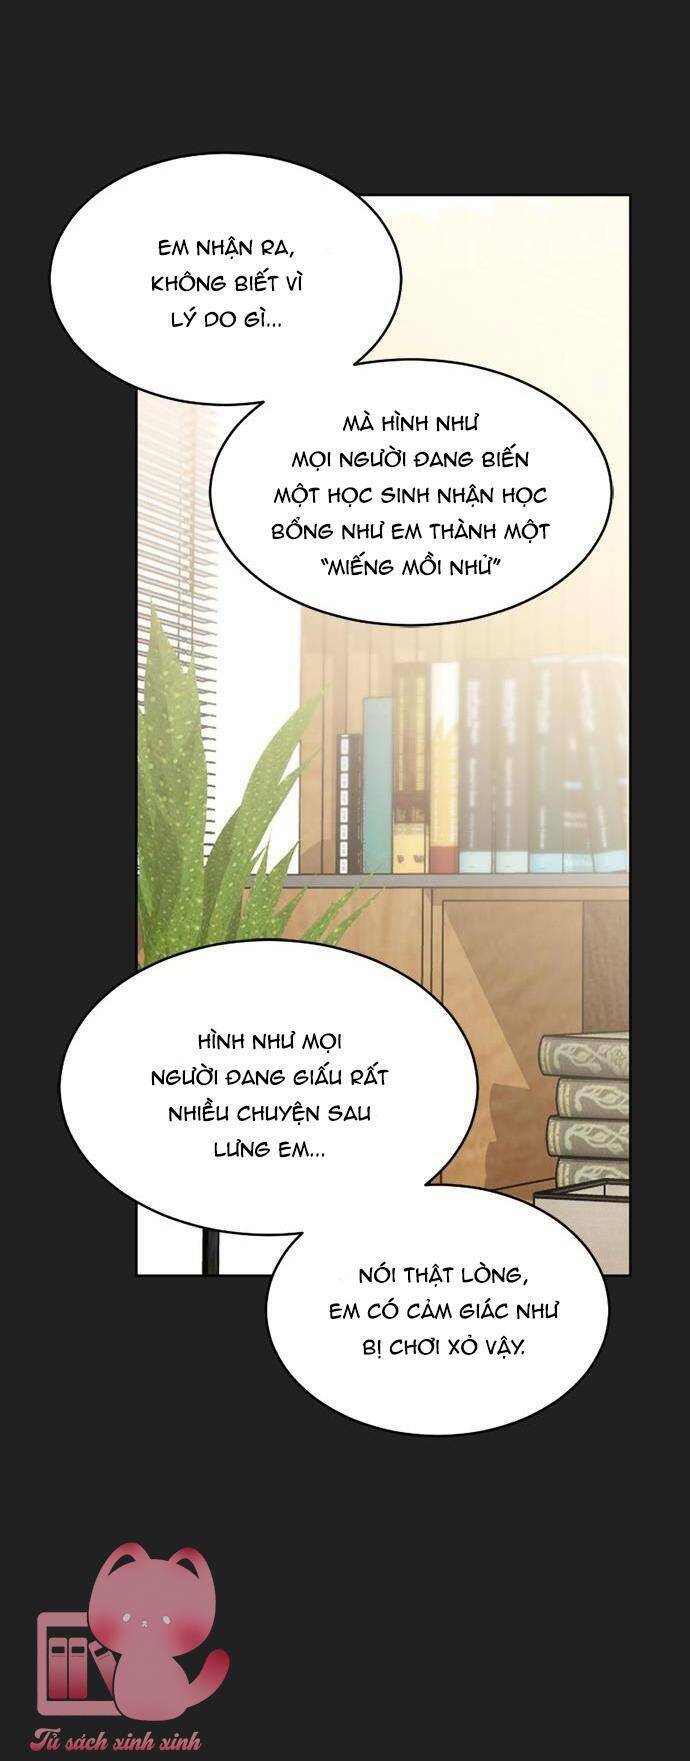 EM NHẬN RA,
KHÔNG BIẾT VÌ
LÝ DO GÌ...
MÀ HÌNH NHƯ
MỌI NGƯỜI ĐANG BIẾN
MỘT HỌC SINH NHẬN HỌC
BỔNG NHƯ EM THÀNH MỘT
"MIẾNG MỒI NHỬ"
HÌNH NHƯ MỌI
NGƯỜI ĐANG GIẤU RẤT
NHIỀU CHUYỆN SAU
LƯNG EM...
NÓI THẬT LÒNG,
EM CÓ CẢM GIÁC NHƯ
BỊ CHƠI XỎ VẬY.
Tủ sách xinh xinh